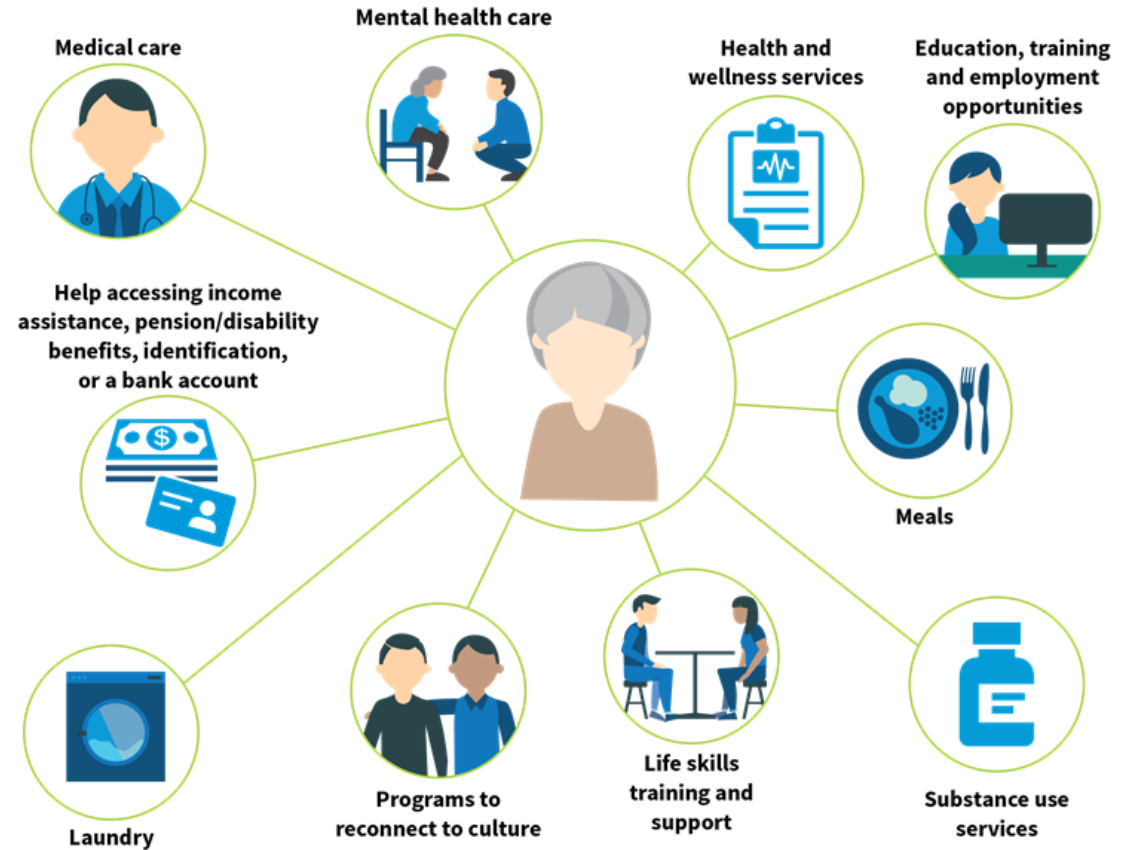 Mental health care
Medical care
Health and
wellness services
Education, training
and employment
opportunities
Help accessing income
assistance, pension/disability
benefits, identification,
or a bank account
$
Meals
Laundry
Programs to
reconnect to culture
Life skills
training and
support
Substance use
services